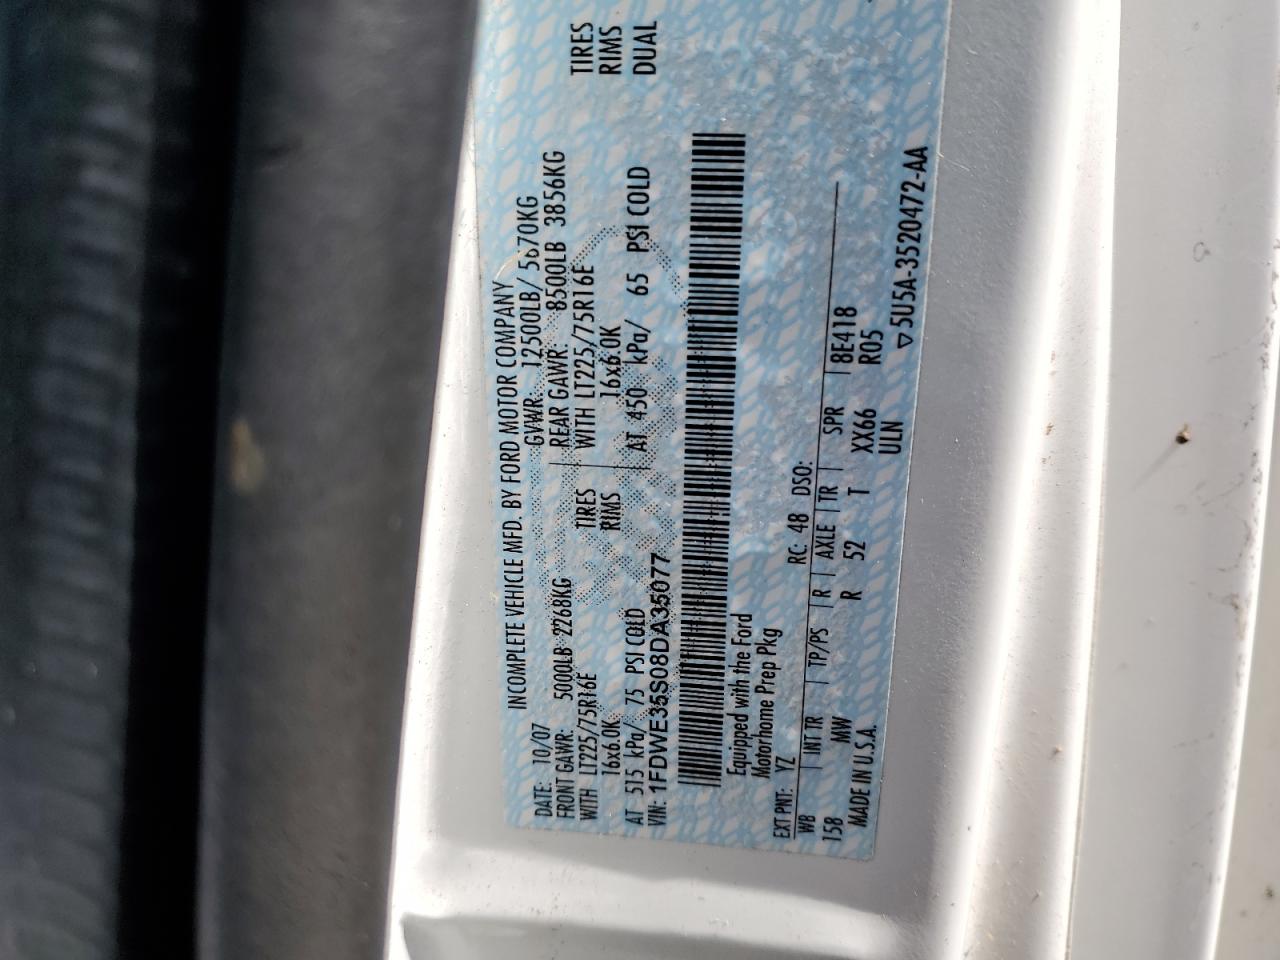 INCOMPLETE VEHICLE MFD. BY FORD MOTOR COMPANY
DATE: 10/07 GVWR: 12500LB/ 5670KG
FRONT GAWR: 5000LB 2268KG REAR GAWR: 8500LB 3856KG
WITH LT225/75R16E TIRES WITH LT225/75R16E TIRES
16x6.0K RIMS 16x6.0K RIMS
AT 515 kPa/ 75 PSI COLD AT 450 kPa/ 65 PSI COLD DUAL
VIN: 1FDWE35S08DA35077
Equipped with the Ford
Motorhome Prep Pkg
EXT PNT: YZ RC: 48 DSO:
WB INT TR TP/PS R AXLE TR SPR 8E418
158 MW R 52 T XX66 R05
MADE IN U.S.A. ULN
▽5U5A-3520472-AA